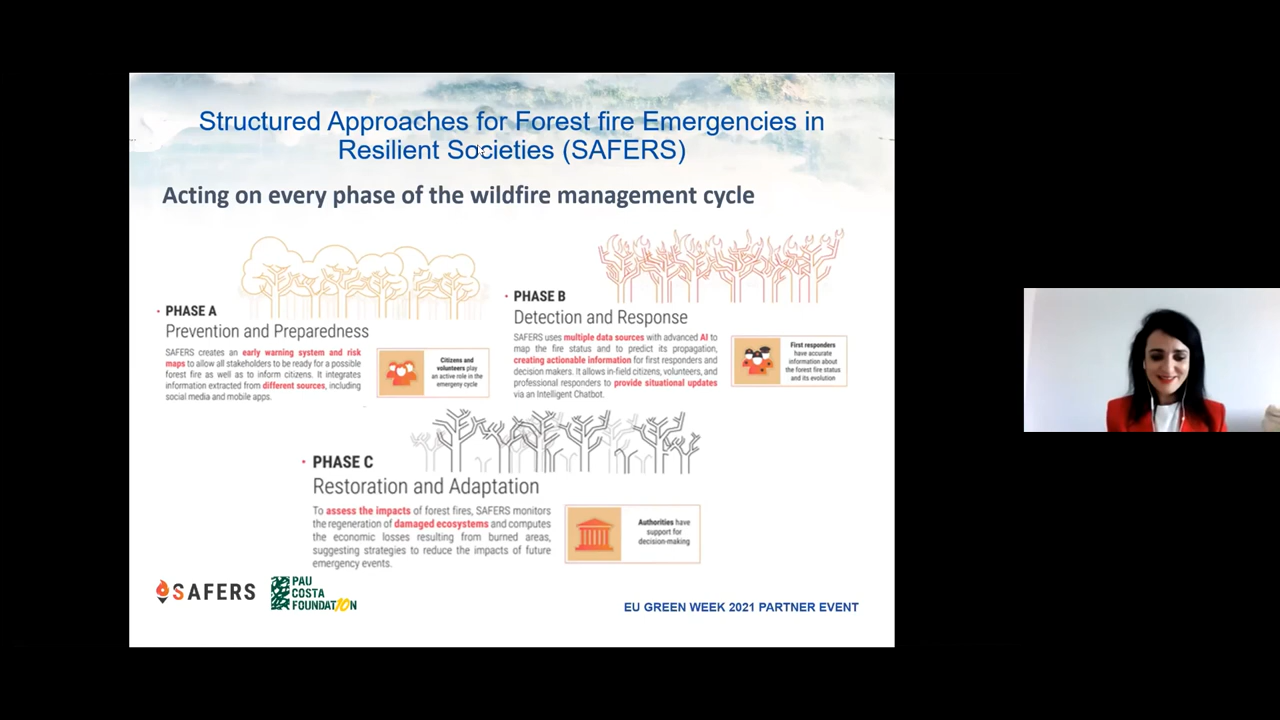 Structured Approaches for Forest fire Emergencies in
Resilient Societies (SAFERS)
Acting on every phase of the wildfire management cycle
PHASE A
Prevention and Preparedness
SAFERS creates an early warning system and risk
maps to allow all stakeholders to be ready for a possible
forest fire as well as to inform citizens. It integrates
information extracted from different sources, including
social media and mobile apps.
Citizens and
volunteers play
an active role in the
emergency cycle
PHASE B
Detection and Response
SAFERS uses multiple data sources with advanced AI to
map the fire status and to predict its propagation,
creating actionable information for first responders and
decision makers. It allows in-field citizens, volunteers, and
professional responders to provide situational updates
via an Intelligent Chatbot.
First responders
have accurate
information about
the forest fire status
and its evolution
PHASE C
Restoration and Adaptation
To assess the impacts of forest fires, SAFERS monitors
the regeneration of damaged ecosystems and computes
the economic losses resulting from burned areas,
suggesting strategies to reduce the impacts of future
emergency events.
Authorities have
support for
decision-making
SAFERS
PAU
COSTA
FOUNDAT10N
EU GREEN WEEK 2021 PARTNER EVENT